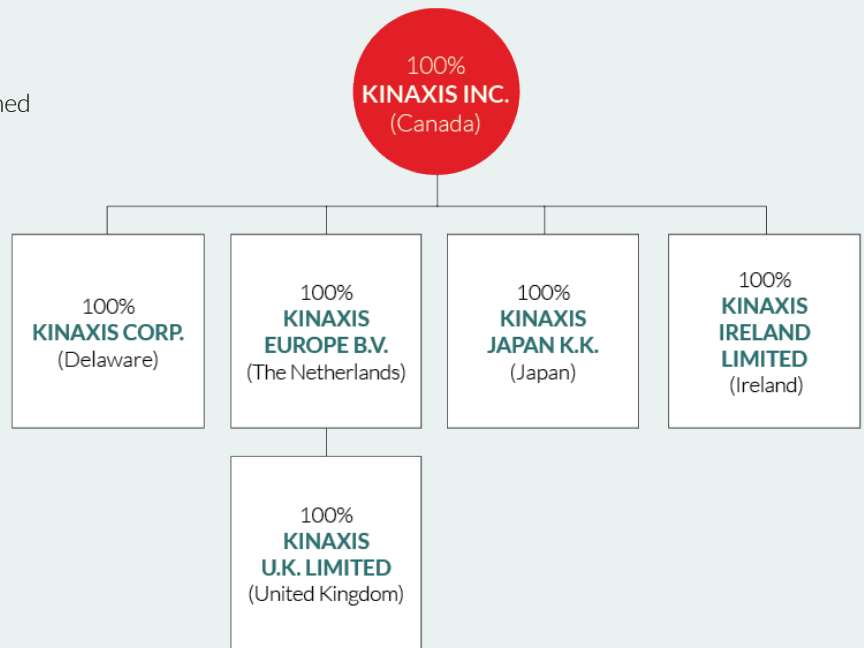 ned
100%
KINAXIS INC.
(Canada)
100%
KINAXIS CORP.
(Delaware)
100%
KINAXIS
EUROPE B.V.
(The Netherlands)
100%
KINAXIS
JAPAN K.K.
(Japan)
100%
KINAXIS
IRELAND
LIMITED
(Ireland)
100%
KINAXIS
U.K. LIMITED
(United Kingdom)